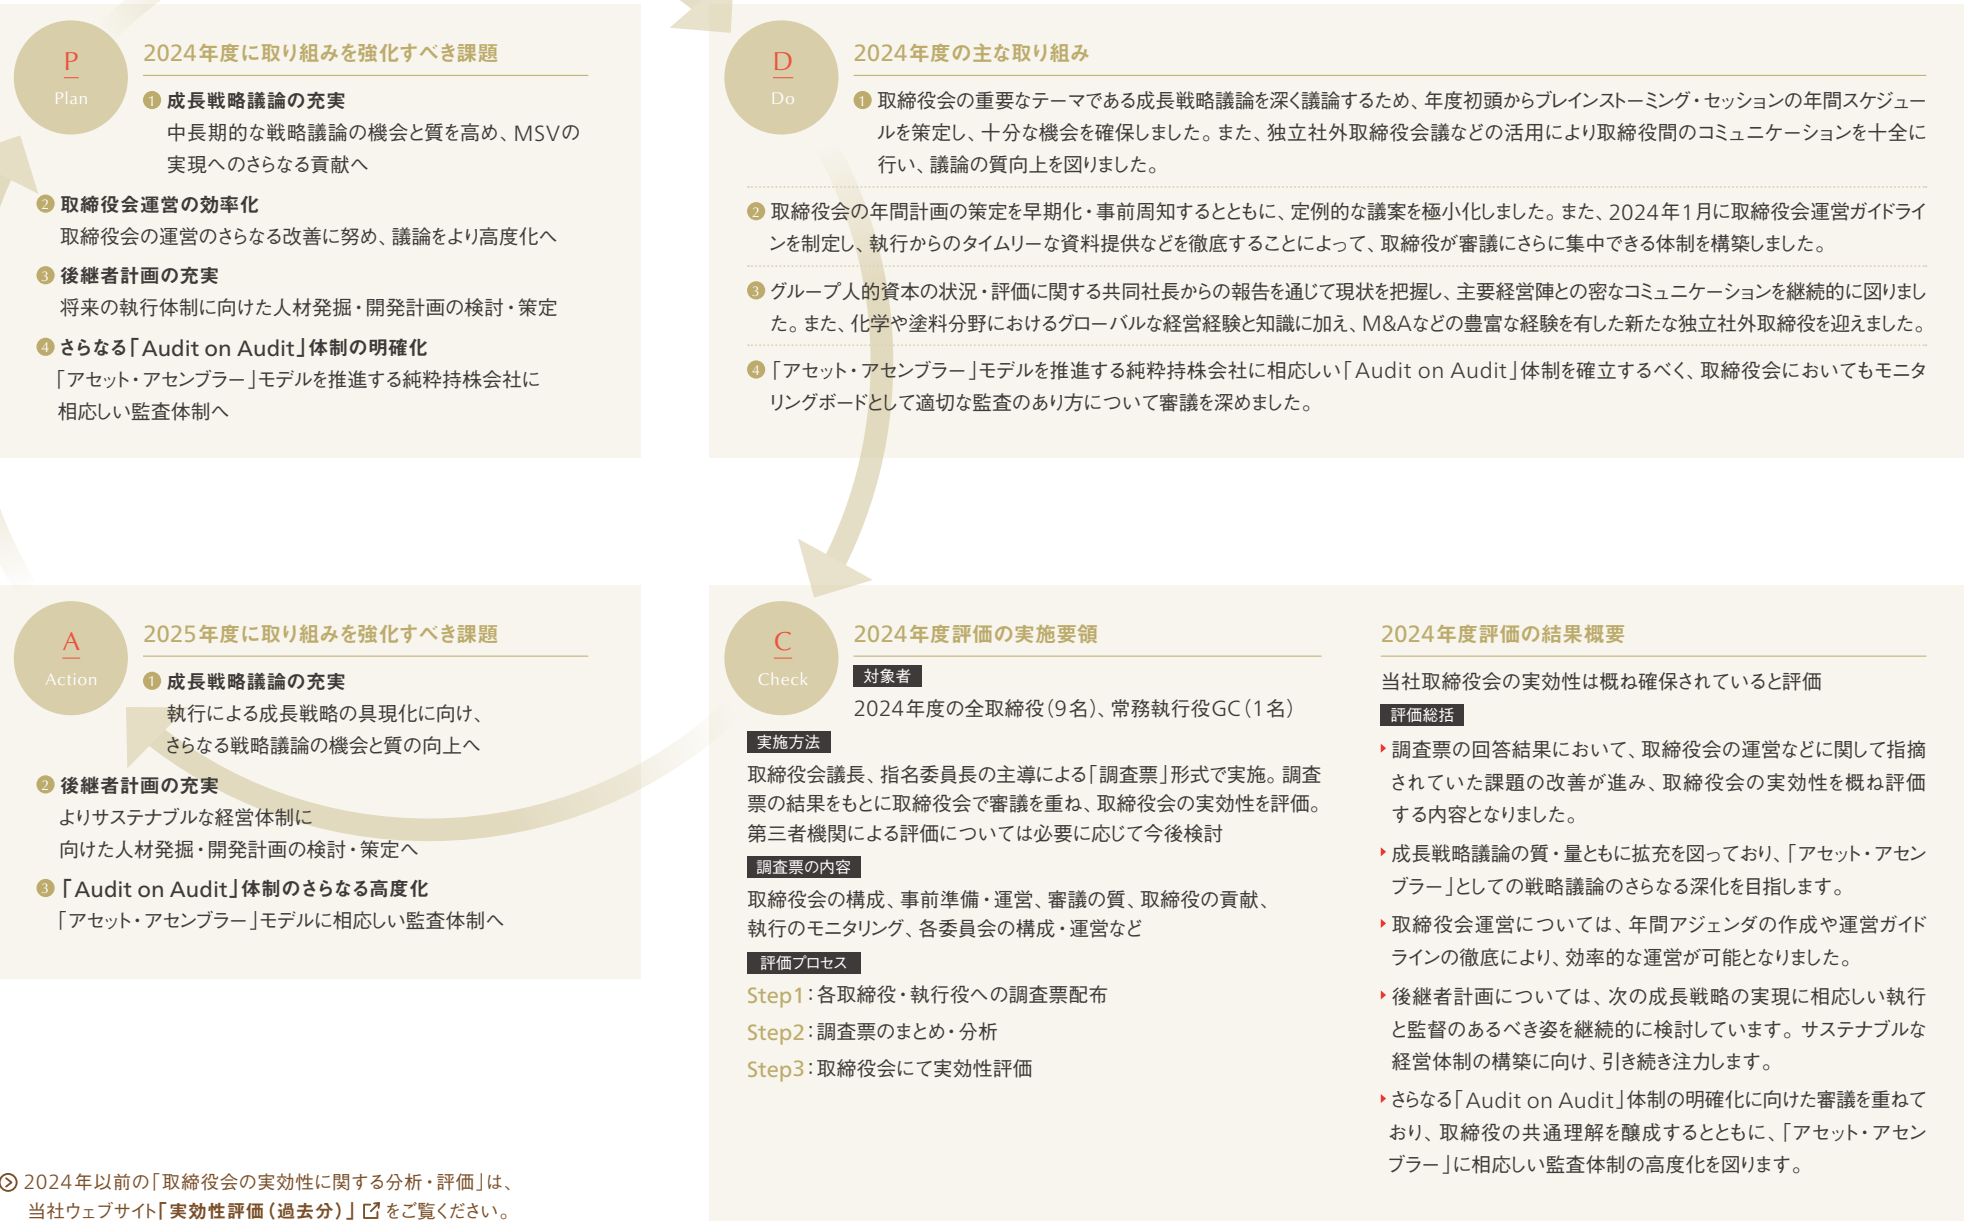 P
Plan
2024年度に取り組みを強化すべき課題
❶ 成長戦略議論の充実
中長期的な戦略議論の機会と質を高め、MSVの
実現へのさらなる貢献へ
❷ 取締役会運営の効率化
取締役会の運営のさらなる改善に努め、議論をより高度化へ
❸ 後継者計画の充実
将来の執行体制に向けた人材発掘・開発計画の検討・策定
❹ さらなる「Audit on Audit」体制の明確化
「アセット・アセンブラー」モデルを推進する純粋持株会社に
相応しい監査体制へ
D
Do
2024年度の主な取り組み
❶ 取締役会の重要なテーマである成長戦略議論を深く議論するため、年度初頭からブレインストーミング・セッションの年間スケジュー
ルを策定し、十分な機会を確保しました。また、独立社外取締役会議などの活用により取締役間のコミュニケーションを十全に
行い、議論の質向上を図りました。
❷ 取締役会の年間計画の策定を早期化・事前周知するとともに、定例的な議案を極小化しました。また、2024年1月に取締役会運営ガイドライ
ンを制定し、執行からのタイムリーな資料提供などを徹底することによって、取締役が審議にさらに集中できる体制を構築しました。
❸ グループ人的資本の状況・評価に関する共同社長からの報告を通じて現状を把握し、主要経営陣との密なコミュニケーションを継続的に図りまし
た。また、化学や塗料分野におけるグローバルな経営経験と知識に加え、M&Aなどの豊富な経験を有した新たな独立社外取締役を迎えました。
❹ 「アセット・アセンブラー」モデルを推進する純粋持株会社に相応しい「Audit on Audit」体制を確立するべく、取締役会においてもモニタ
リングボードとして適切な監査のあり方について審議を深めました。
A
Action
2025年度に取り組みを強化すべき課題
❶ 成長戦略議論の充実
執行による成長戦略の具現化に向け、
さらなる戦略議論の機会と質の向上へ
❷ 後継者計画の充実
よりサステナブルな経営体制に
向けた人材発掘・開発計画の検討・策定へ
❸ 「Audit on Audit」体制のさらなる高度化
「アセット・アセンブラー」モデルに相応しい監査体制へ
C
Check
2024年度評価の実施要領
対象者
2024年度の全取締役（9名）、常務執行役GC（1名）
実施方法
取締役会議長、指名委員長の主導による「調査票」形式で実施。調査
票の結果をもとに取締役会で審議を重ね、取締役会の実効性を評価。
第三者機関による評価については必要に応じて今後検討
調査票の内容
取締役会の構成、事前準備・運営、審議の質、取締役の貢献、
執行のモニタリング、各委員会の構成・運営など
評価プロセス
Step1：各取締役・執行役への調査票配布
Step2：調査票のまとめ・分析
Step3：取締役会にて実効性評価
2024年度評価の結果概要
当社取締役会の実効性は概ね確保されていると評価
評価総括
調査票の回答結果において、取締役会の運営などに関して指摘
されていた課題の改善が進み、取締役会の実効性を概ね評価
する内容となりました。
成長戦略議論の質・量ともに拡充を図っており、「アセット・アセン
ブラー」としての戦略議論のさらなる深化を目指します。
取締役会運営については、年間アジェンダの作成や運営ガイド
ラインの徹底により、効率的な運営が可能となりました。
後継者計画については、次の成長戦略の実現に相応しい執行
と監督のあるべき姿を継続的に検討しています。サステナブルな
経営体制の構築に向け、引き続き注力します。
さらなる「Audit on Audit」体制の明確化に向けた審議を重ねて
おり、取締役の共通理解を醸成するとともに、「アセット・アセン
ブラー」に相応しい監査体制の高度化を図ります。
2024年以前の「取締役会の実効性に関する分析・評価」は、
当社ウェブサイト「実効性評価（過去分）」をご覧ください。